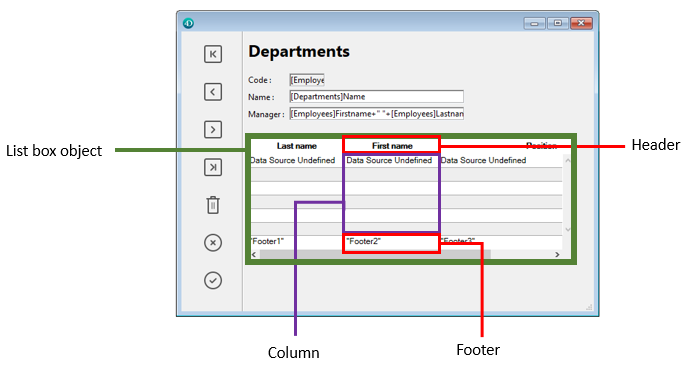 Departments
Code :
[Employe
Name :
[Departments]Name
Manager :
[Employees]Firstname+" "+[Employees]Lastnam
List box object
Header
Last name First name Position
Data Source Undefined Data Source Undefined Data Source Undefined
"Footer1" "Footer2" "Footer3"
Column
Footer